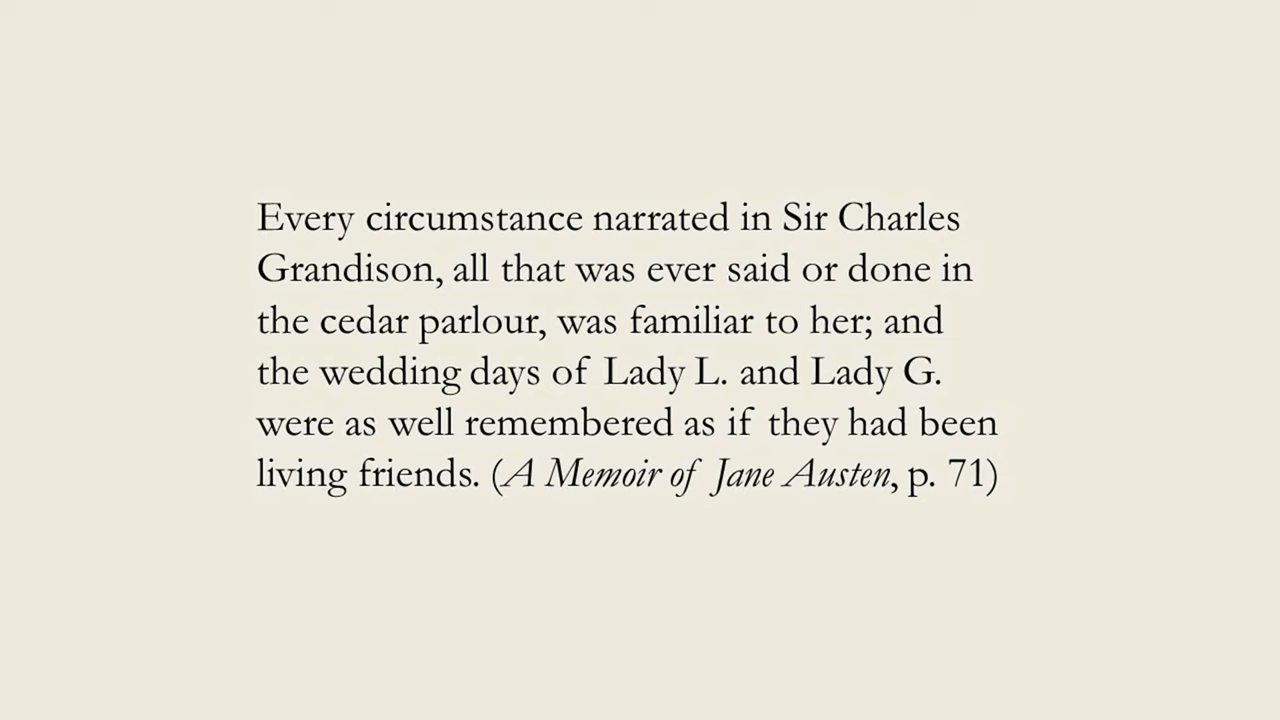 Every circumstance narrated in Sir Charles
Grandison, all that was ever said or done in
the cedar parlour, was familiar to her; and
the wedding days of Lady L. and Lady G.
were as well remembered as if they had been
living friends. (A Memoir of Jane Austen, p. 71)